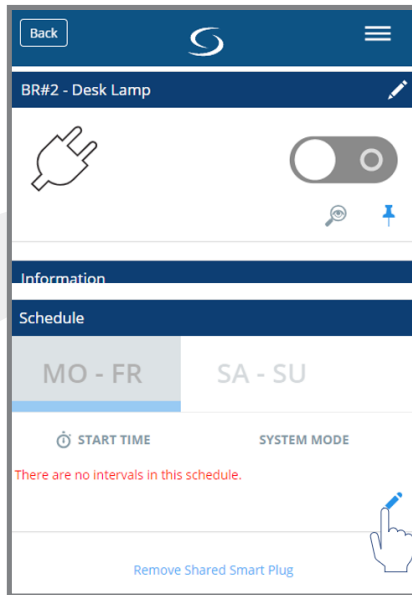 Back
BR#2 - Desk Lamp
Information
Schedule
MO - FR
SA - SU
START TIME
SYSTEM MODE
There are no intervals in this schedule.
Remove Shared Smart Plug